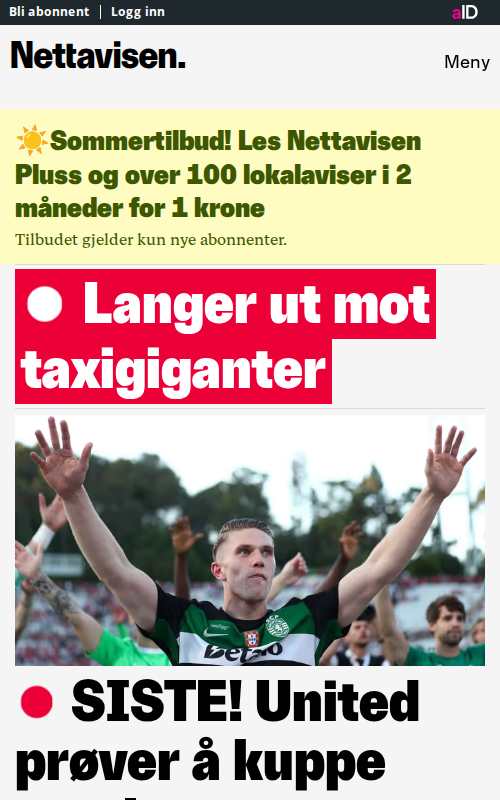 Bli abonnent | Logg inn
aID
Nettavisen.
Meny
☀️Sommertilbud! Les Nettavisen
Pluss og over 100 lokalaviser i 2
måneder for 1 krone
Tilbudet gjelder kun nye abonnenter.
Langer ut mot
taxigiganter
SCP
SISTE! United
prøver å kuppe